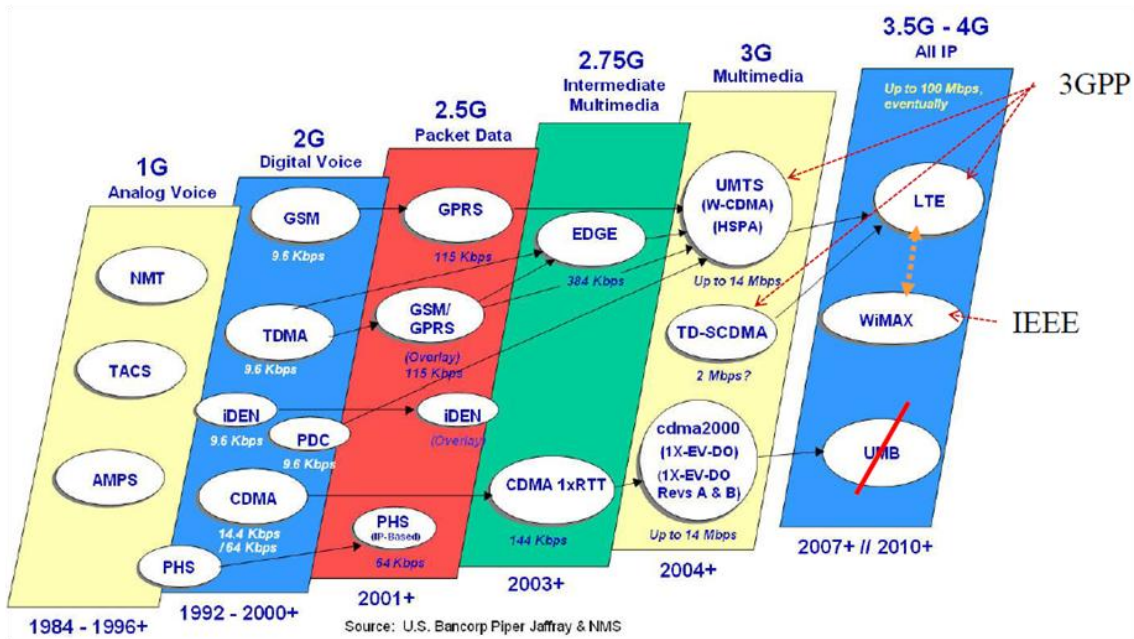 1G
Analog Voice
NMT
TACS
AMPS
1984 - 1996+
2G
Digital Voice
GSM
9.6 Kbps
TDMA
9.6 Kbps
iDEN
9.6 Kbps
PDC
9.6 Kbps
CDMA
14.4 Kbps
/64 Kbps
PHS
1992 - 2000+
2.5G
Packet Data
GPRS
115 Kbps
GSM/
GPRS
(Overlay)
115 Kbps
iDEN
(Overlay)
PHS
(IP-Based)
64 Kbps
2001+
2.75G
Intermediate
Multimedia
EDGE
384 Kbps
CDMA 1xRTT
144 Kbps
2003+
3G
Multimedia
UMTS
(W-CDMA)
(HSPA)
Up to 14 Mbps
TD-SCDMA
2 Mbps?
cdma2000
(1X-EV-DO)
(1X-EV-DO
Revs A & B)
Up to 14 Mbps
2004+
3.5G - 4G
All IP
Up to 100 Mbps,
eventually
LTE
WiMAX
UMB
2007+ // 2010+
3GPP
IEEE
Source: U.S. Bancorp Piper Jaffray & NMS